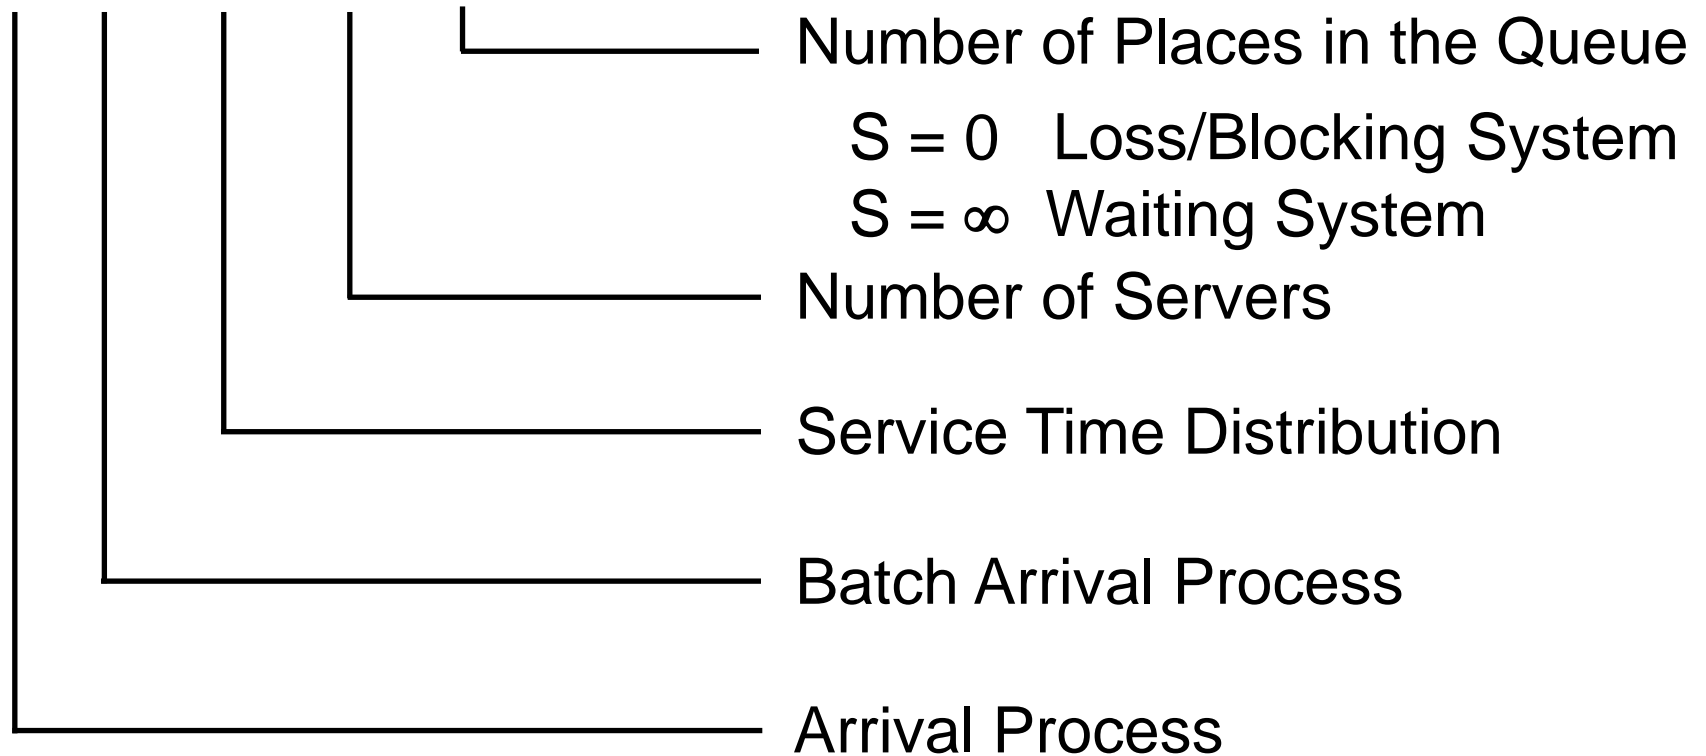 Number of Places in the Queue
S = 0 Loss/Blocking System
S = ∞ Waiting System
Number of Servers
Service Time Distribution
Batch Arrival Process
Arrival Process